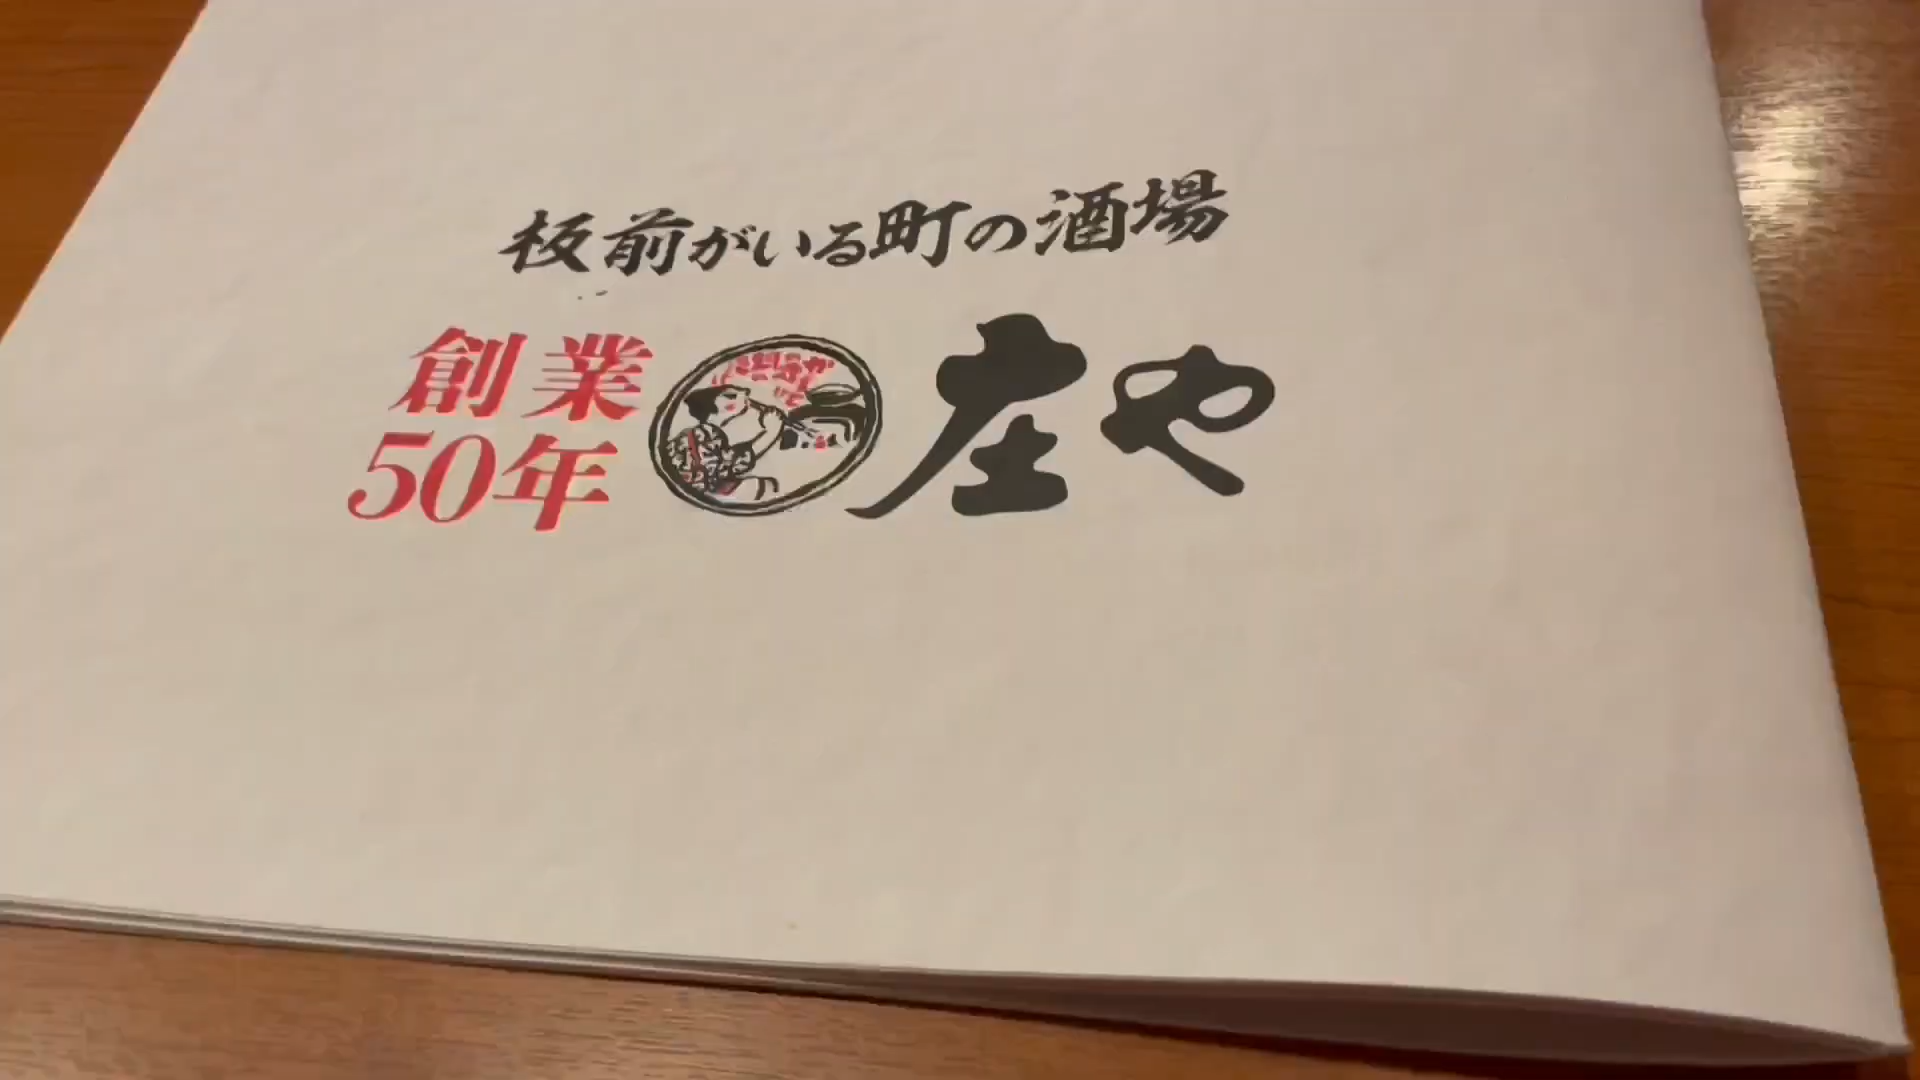 板前がいる町の酒場
創業
50年
庄や